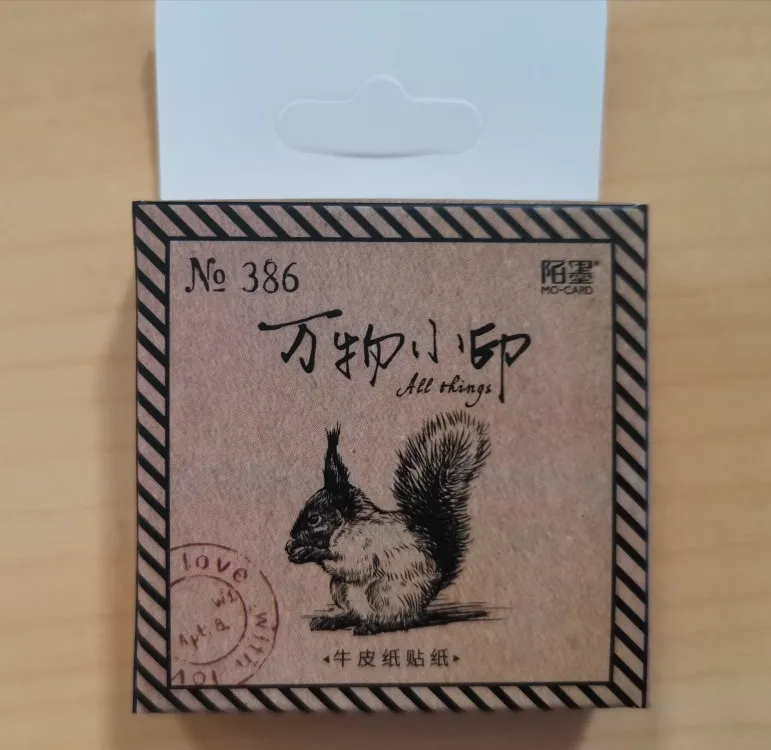 № 386
陌墨®
MO-CARD
万物小印
All things
love with
Apt. a
牛皮纸贴纸